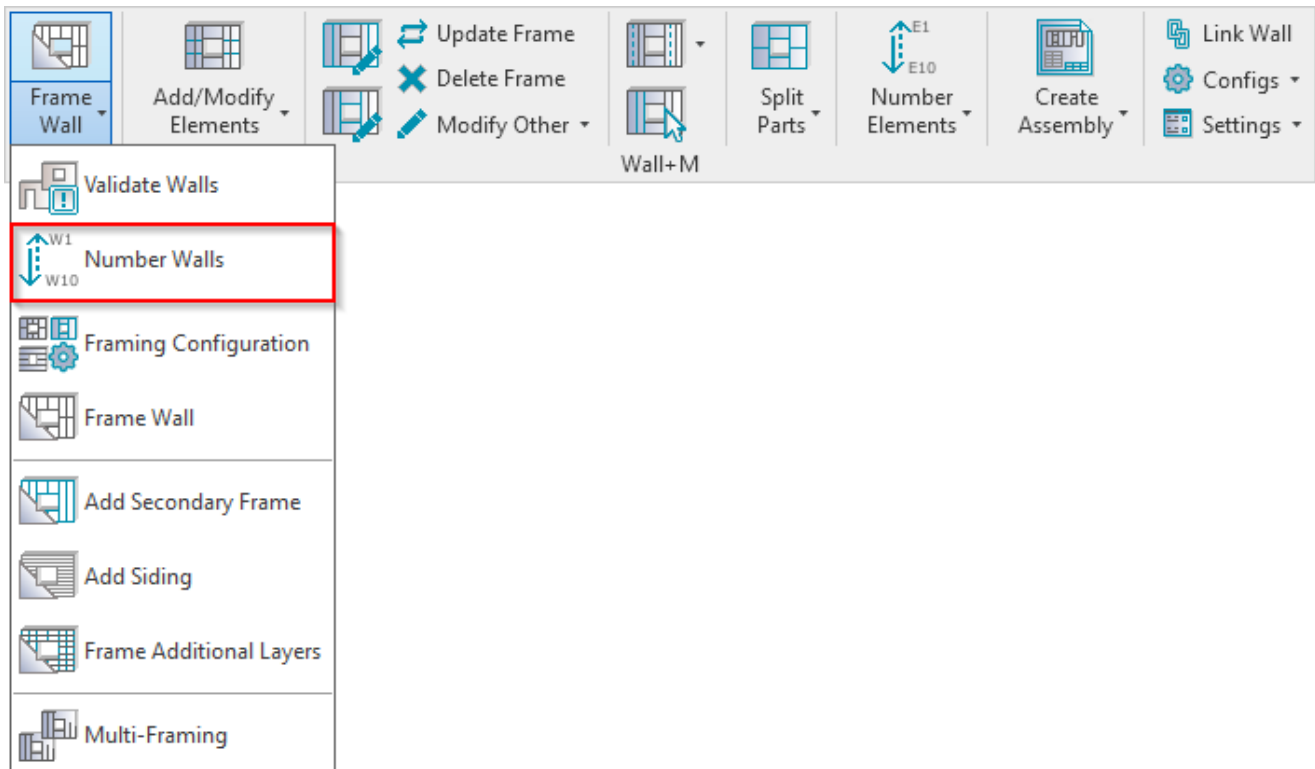 Frame
Wall
Add/Modify
Elements
Update Frame
Delete Frame
Modify Other
Split
Parts
E1
E10
Number
Elements
Create
Assembly
Link Wall
Configs
Settings
Wall+M
Validate Walls
W1
W10
Number Walls
Framing Configuration
Frame Wall
Add Secondary Frame
Add Siding
Frame Additional Layers
Multi-Framing